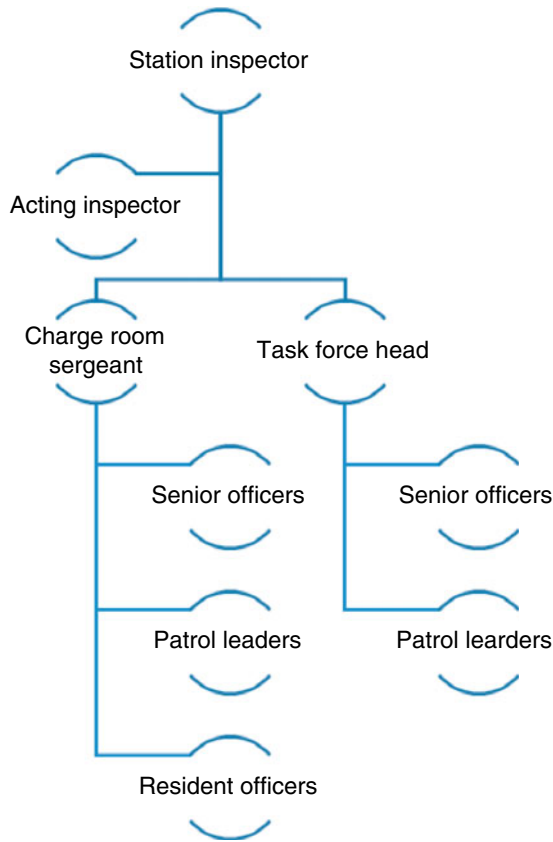 Station inspector
Acting inspector
Charge room
sergeant
Task force head
Senior officers
Senior officers
Patrol leaders
Patrol learders
Resident officers